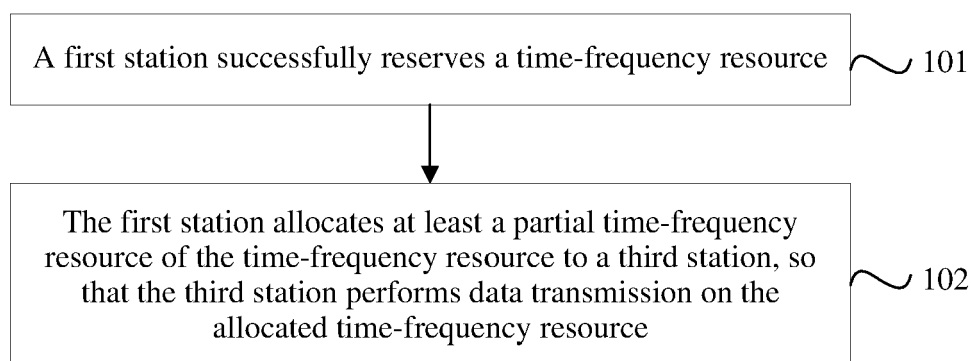 A first station successfully reserves a time-frequency resource
101
The first station allocates at least a partial time-frequency
resource of the time-frequency resource to a third station, so
that the third station performs data transmission on the
allocated time-frequency resource
102